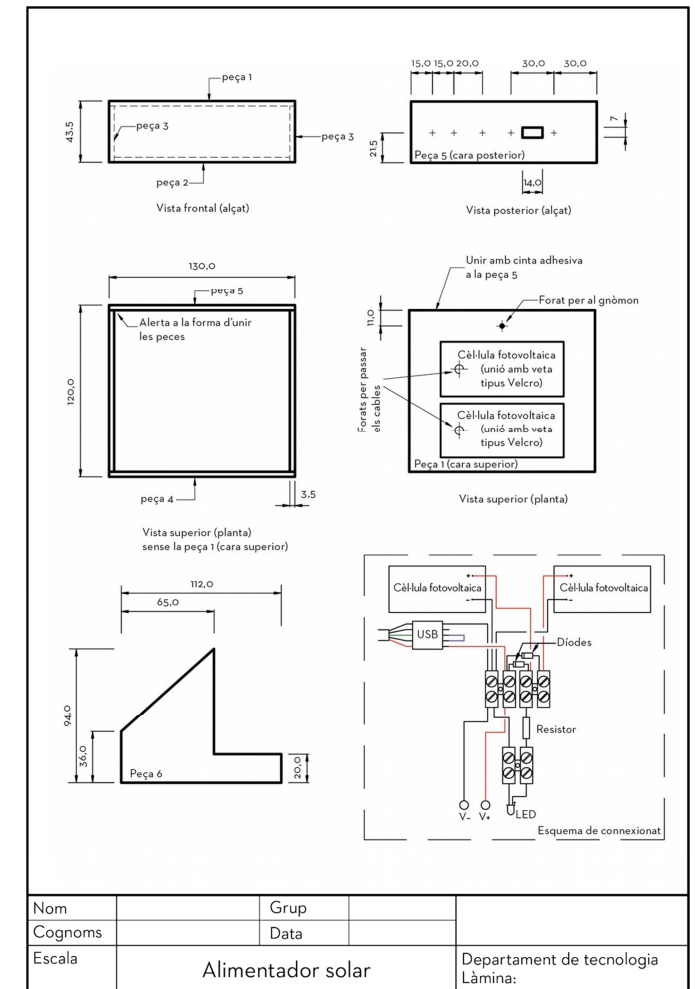 peça 1
43,5
peça 3
peça 3
peça 2
Vista frontal (alçat)
15,0 15,0 20,0
30,0
30,0
7
21,5
Peça 5 (cara posterior)
14,0
Vista posterior (alçat)
130,0
peça 5
Alerta a la forma d'unir
les peces
120,0
peça 4
3,5
Vista superior (planta)
sense la peça 1 (cara superior)
Unir amb cinta adhesiva
a la peça 5
Forat per al gnòmon
11,0
Forats per passar
els cables
Cèl·lula fotovoltaica
(unió amb veta
tipus Velcro)
Cèl·lula fotovoltaica
(unió amb veta
tipus Velcro)
Peça 1 (cara superior)
Vista superior (planta)
112,0
65,0
94,0
36,0
20,0
Peça 6
Cèl·lula fotovoltaica
+
–
+
–
Cèl·lula fotovoltaica
USB
Díodes
Resistor
V–
V+
LED
Esquema de connexionat
Nom
Grup
Cognoms
Data
Escala
Alimentador solar
Departament de tecnologia
Làmina: